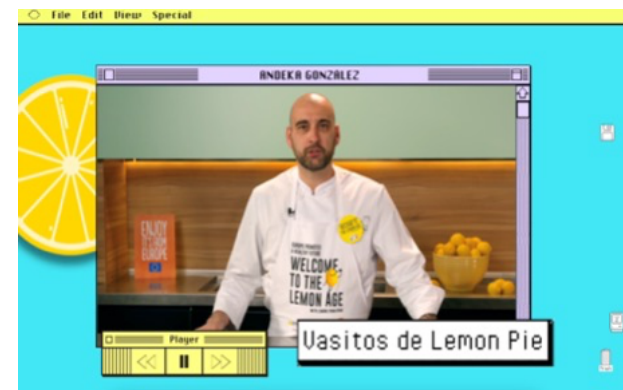 File Edit View Special
ANDEKA GONZALEZ
ENJOY
IT'S FROM
EUROPE
WELCOME
TO THE
LEMON AGE
Player
Vasitos de Lemon Pie